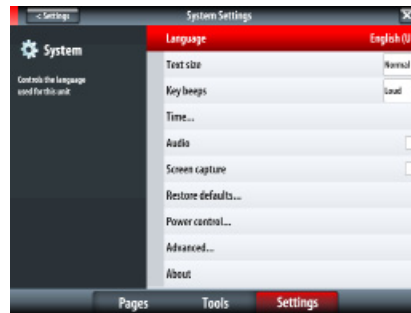 < Settings
System Settings
System
Controls the language
used for this unit
Language
English (U
Text size
Normal
Key beeps
Loud
Time...
Audio
Screen capture
Restore defaults...
Power control...
Advanced...
About
Pages
Tools
Settings